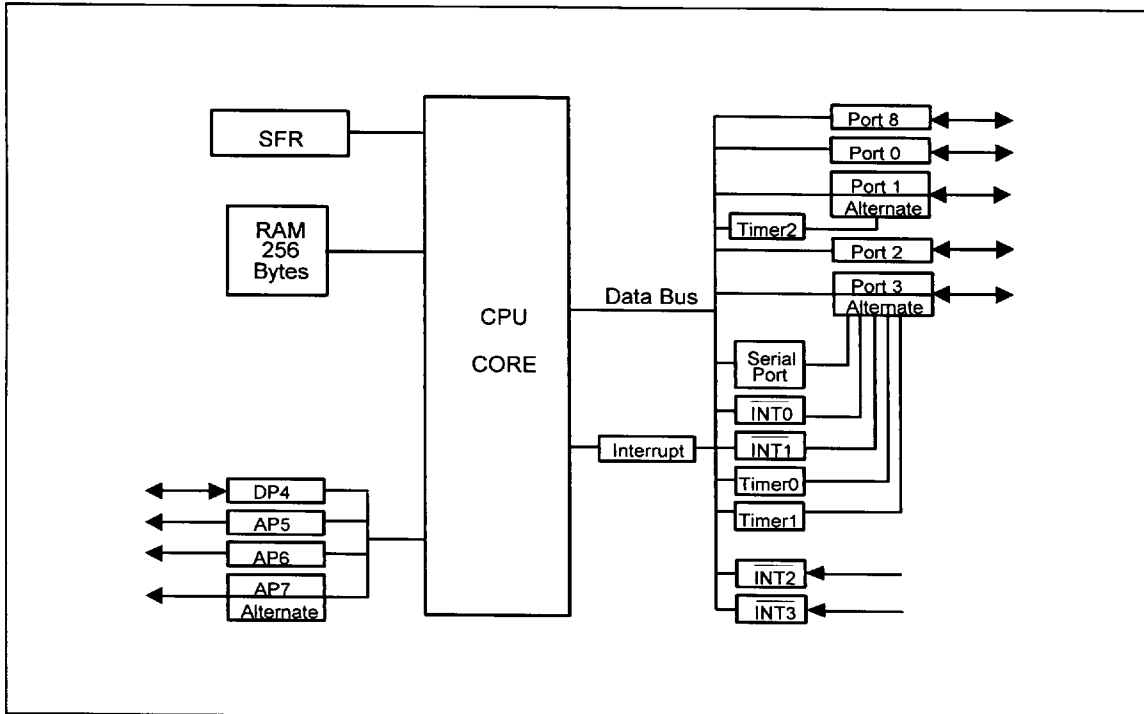 SFR
RAM
256
Bytes
CPU
CORE
DP4
AP5
AP6
AP7
Alternate
Data Bus
Interrupt
Port 8
Port 0
Port 1
Alternate
Timer2
Port 2
Port 3
Alternate
Serial
Port
INT0
INT1
Timer0
Timer1
INT2
INT3